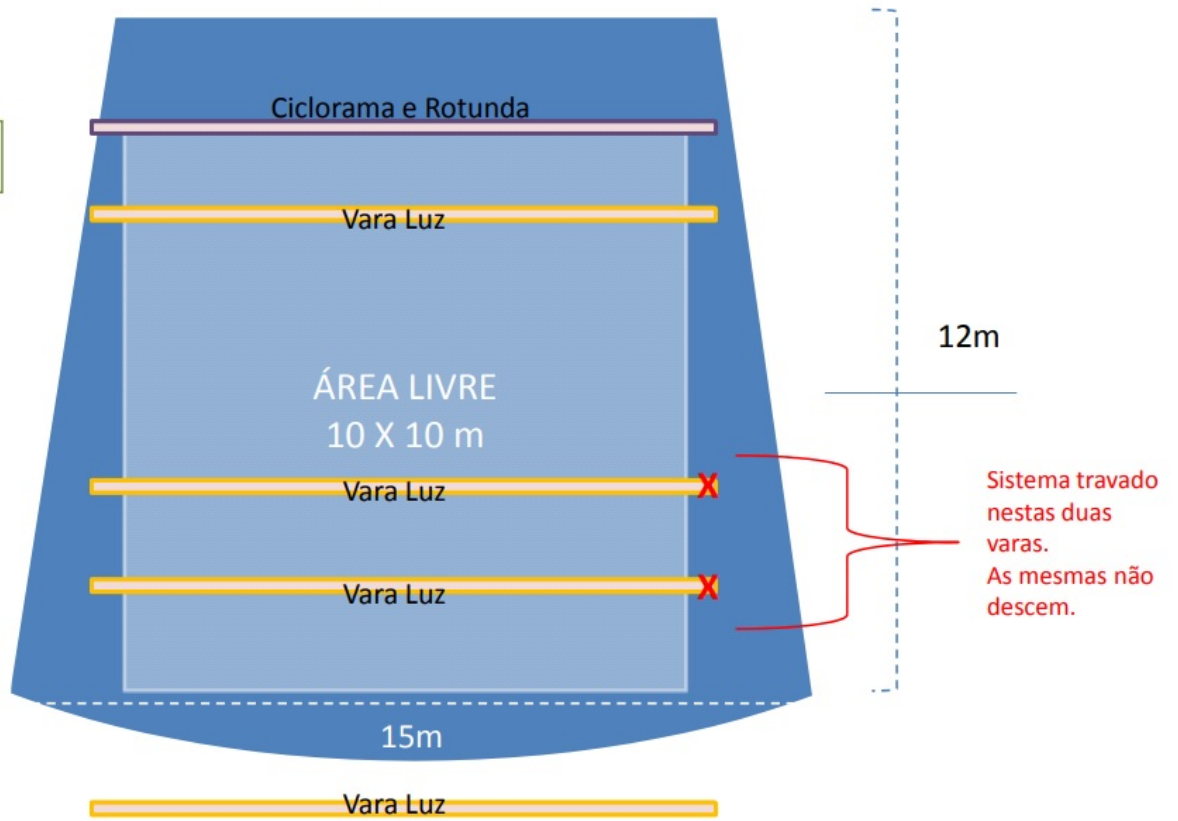 Ciclorama e Rotunda
Vara Luz
12m
ÁREA LIVRE
10 X 10 m
Vara Luz
X
Sistema travado
nestas duas
varas.
As mesmas não
descem.
Vara Luz
X
15m
Vara Luz